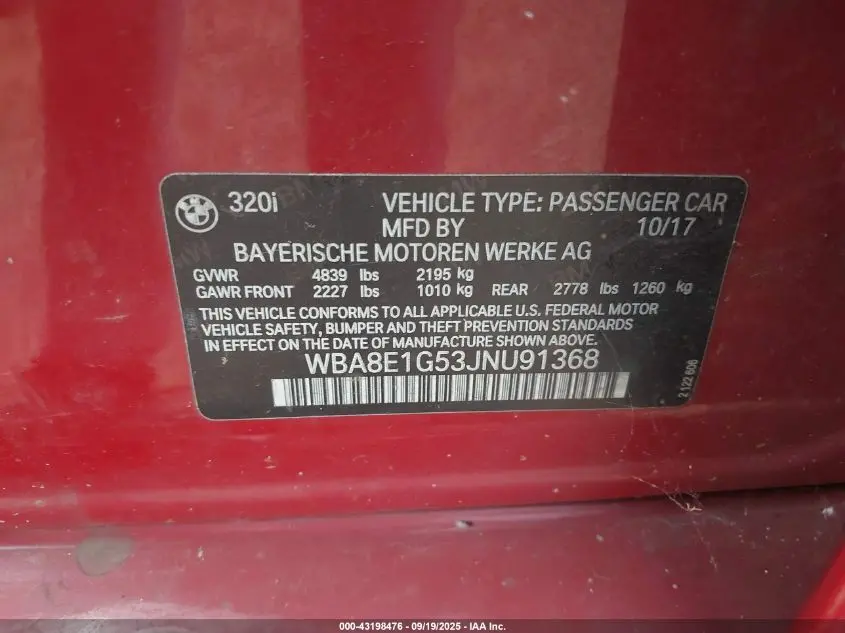 320i VEHICLE TYPE: PASSENGER CAR
MFD BY 10/17
BAYERISCHE MOTOREN WERKE AG
GVWR 4839 lbs 2195 kg
GAWR FRONT 2227 lbs 1010 kg REAR 2778 lbs 1260 kg
THIS VEHICLE CONFORMS TO ALL APPLICABLE U.S. FEDERAL MOTOR
VEHICLE SAFETY, BUMPER AND THEFT PREVENTION STANDARDS
IN EFFECT ON THE DATE OF MANUFACTURE SHOWN ABOVE.
WBA8E1G53JNU91368
2 122 606
000-43198476 - 09/19/2025 - IAA Inc.